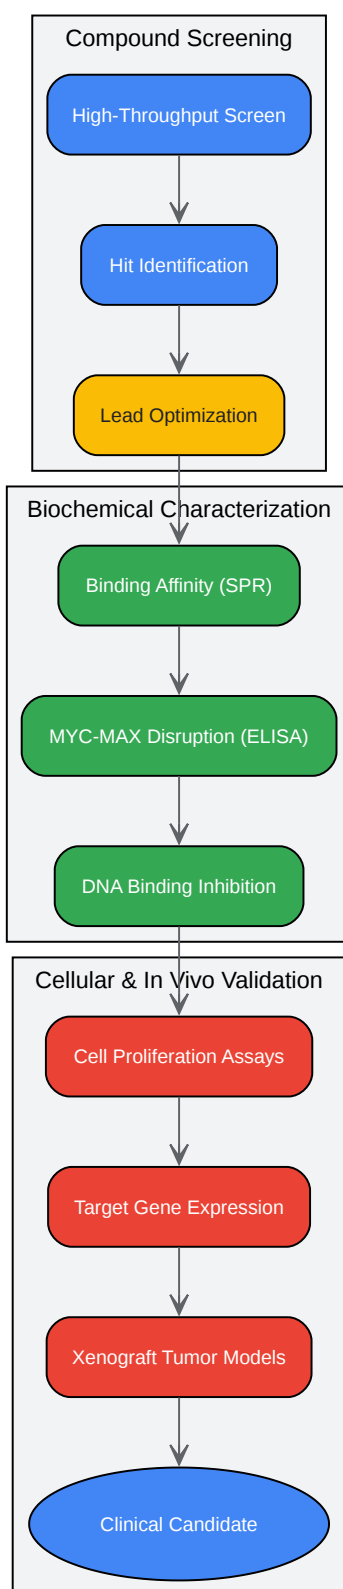 Compound Screening
High-Throughput Screen
Hit Identification
Lead Optimization
Biochemical Characterization
Binding Affinity (SPR)
MYC-MAX Disruption (ELISA)
DNA Binding Inhibition
Cellular & In Vivo Validation
Cell Proliferation Assays
Target Gene Expression
Xenograft Tumor Models
Clinical Candidate